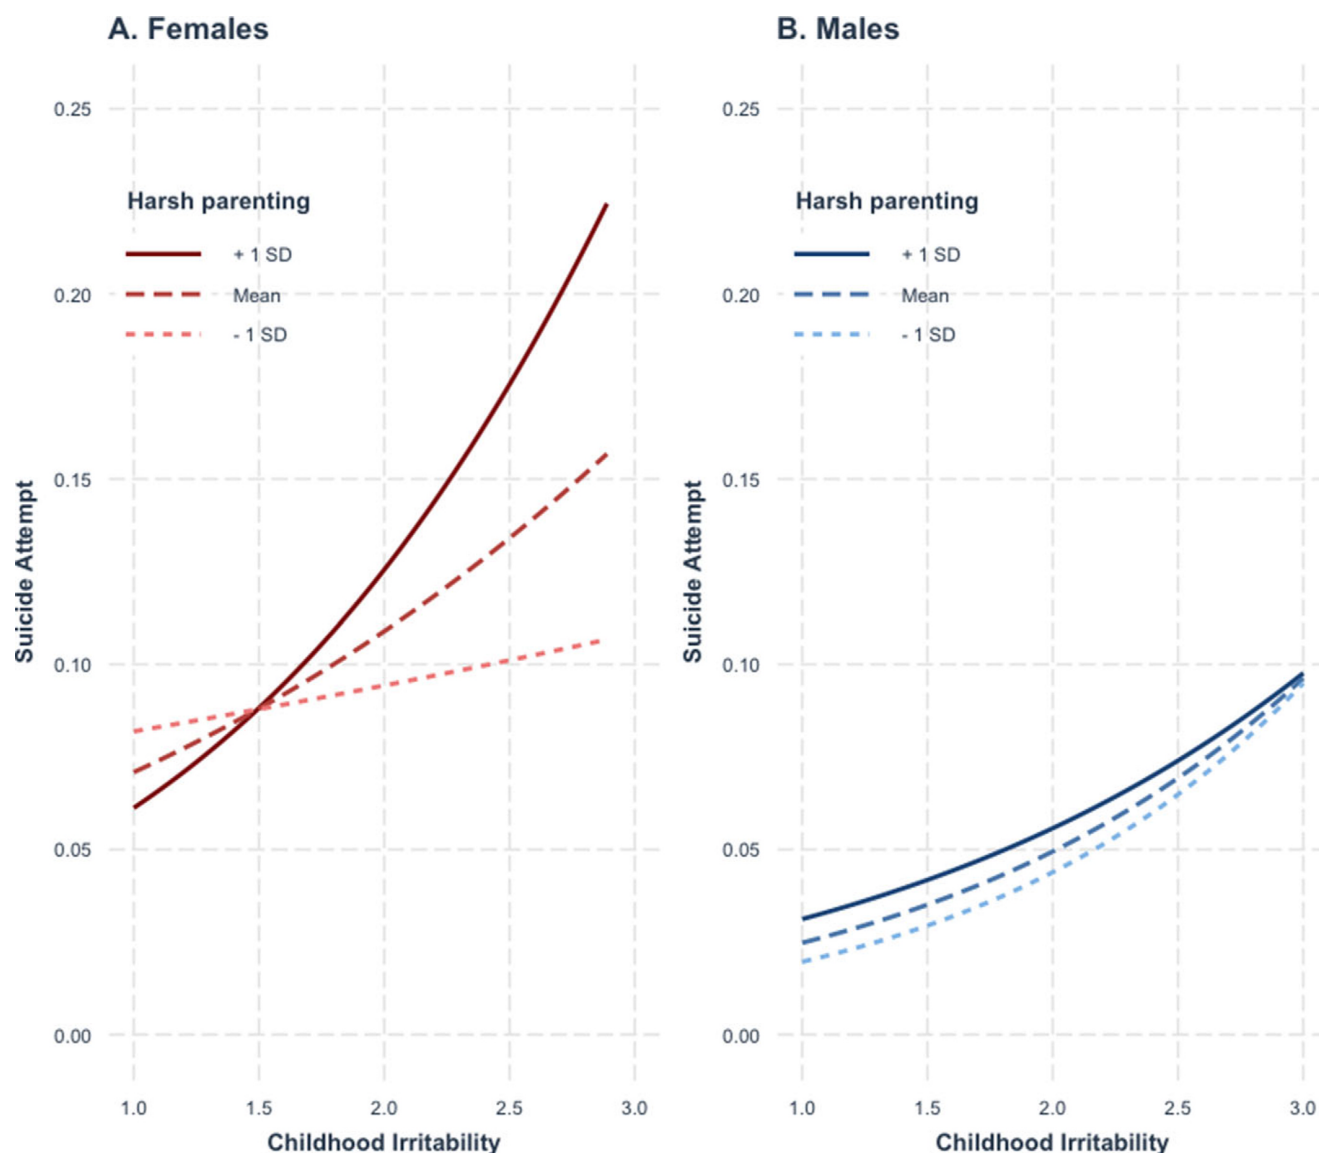 A. Females
0.25
Harsh parenting
+ 1 SD
0.20
Mean
- 1 SD
0.15
Suicide Attempt
0.10
0.05
0.00
1.0 1.5 2.0 2.5 3.0
Childhood Irritability
B. Males
0.25
Harsh parenting
+ 1 SD
0.20
Mean
- 1 SD
0.15
Suicide Attempt
0.10
0.05
0.00
1.0 1.5 2.0 2.5 3.0
Childhood Irritability